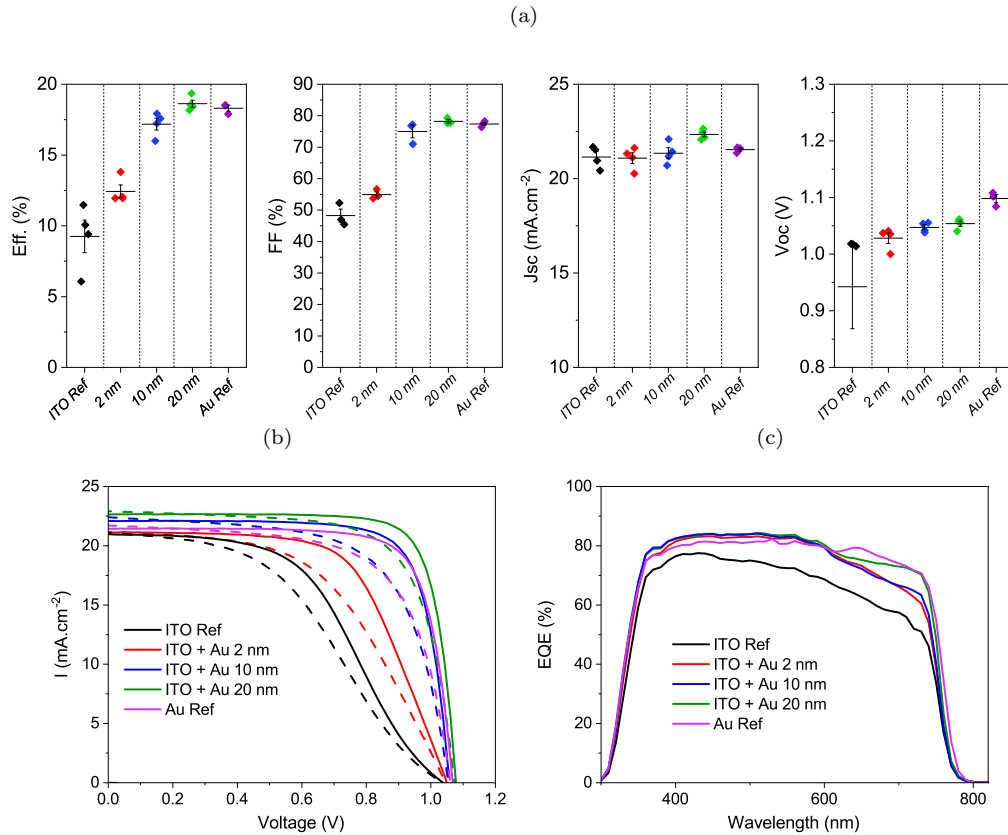 (a)
Eff. (%)
20
15
10
5
0
ITO Ref
2 nm
10 nm
20 nm
Au Ref
FF (%)
90
80
70
60
50
40
30
20
10
0
ITO Ref
2 nm
10 nm
20 nm
Au Ref
Jsc (mA.cm-2)
25
20
15
10
ITO Ref
2 nm
10 nm
20 nm
Au Ref
Voc (V)
1.3
1.2
1.1
1.0
0.9
0.8
ITO Ref
2 nm
10 nm
20 nm
Au Ref
(b)
I (mA.cm-2)
25
20
15
10
5
0
ITO Ref
ITO + Au 2 nm
ITO + Au 10 nm
ITO + Au 20 nm
Au Ref
0.0 0.2 0.4 0.6 0.8 1.0 1.2
Voltage (V)
(c)
EQE (%)
100
80
60
40
20
0
ITO Ref
ITO + Au 2 nm
ITO + Au 10 nm
ITO + Au 20 nm
Au Ref
400 600 800
Wavelength (nm)